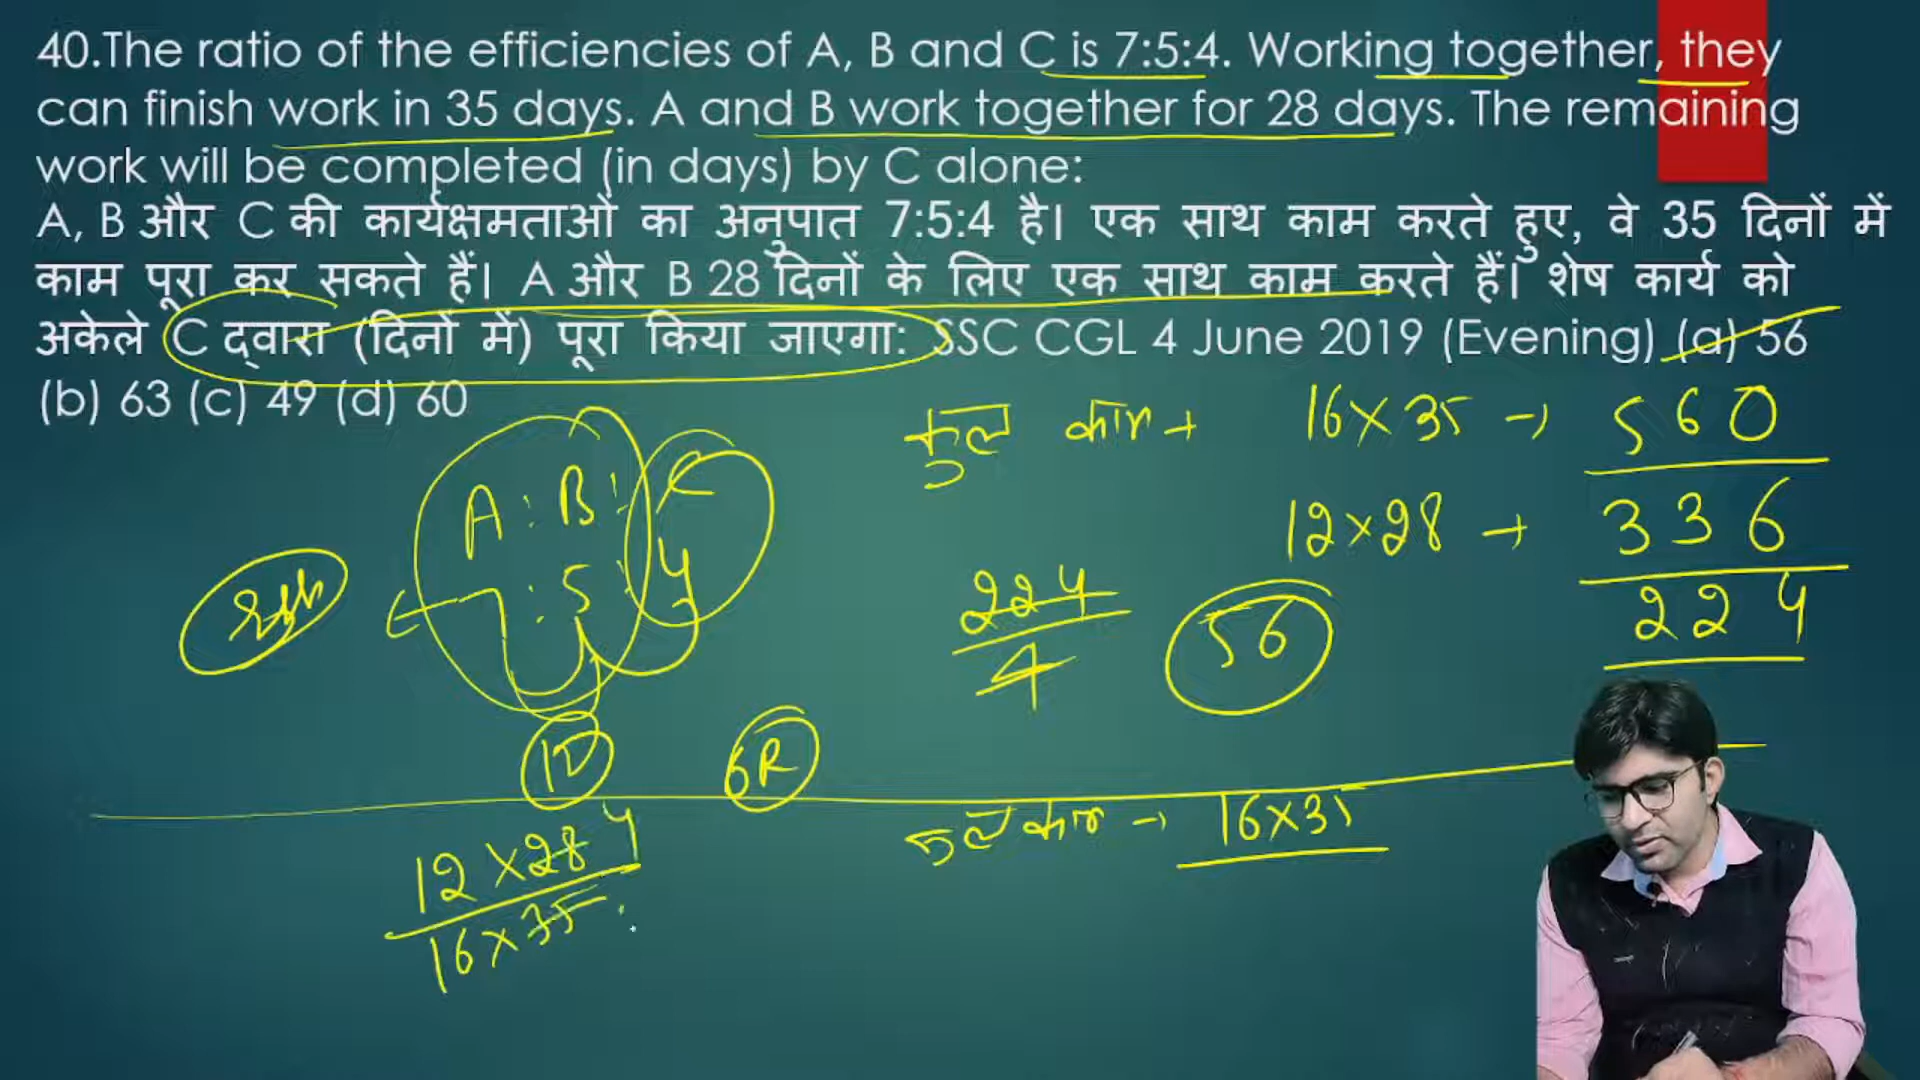 40.The ratio of the efficiencies of A, B and C is 7:5:4. Working together, they
can finish work in 35 days. A and B work together for 28 days. The remaining
work will be completed (in days) by C alone:
A, B और C की कार्यक्षमताओं का अनुपात 7:5:4 है। एक साथ काम करते हुए, वे 35 दिनों में
काम पूरा कर सकते हैं। A और B 28 दिनों के लिए एक साथ काम करते हैं। शेष कार्य को
अकेले C द्वारा (दिनों में) पूरा किया जाएगा: SSC CGL 4 June 2019 (Evening) (a) 56
(b) 63 (c) 49 (d) 60
कुल काम → 16×35 → 560
A : B : C
12×28 → 336
7 : 5 : 4
224
224/4
56
12
OR
कुल काम → 16×35
12×28 4
16×35